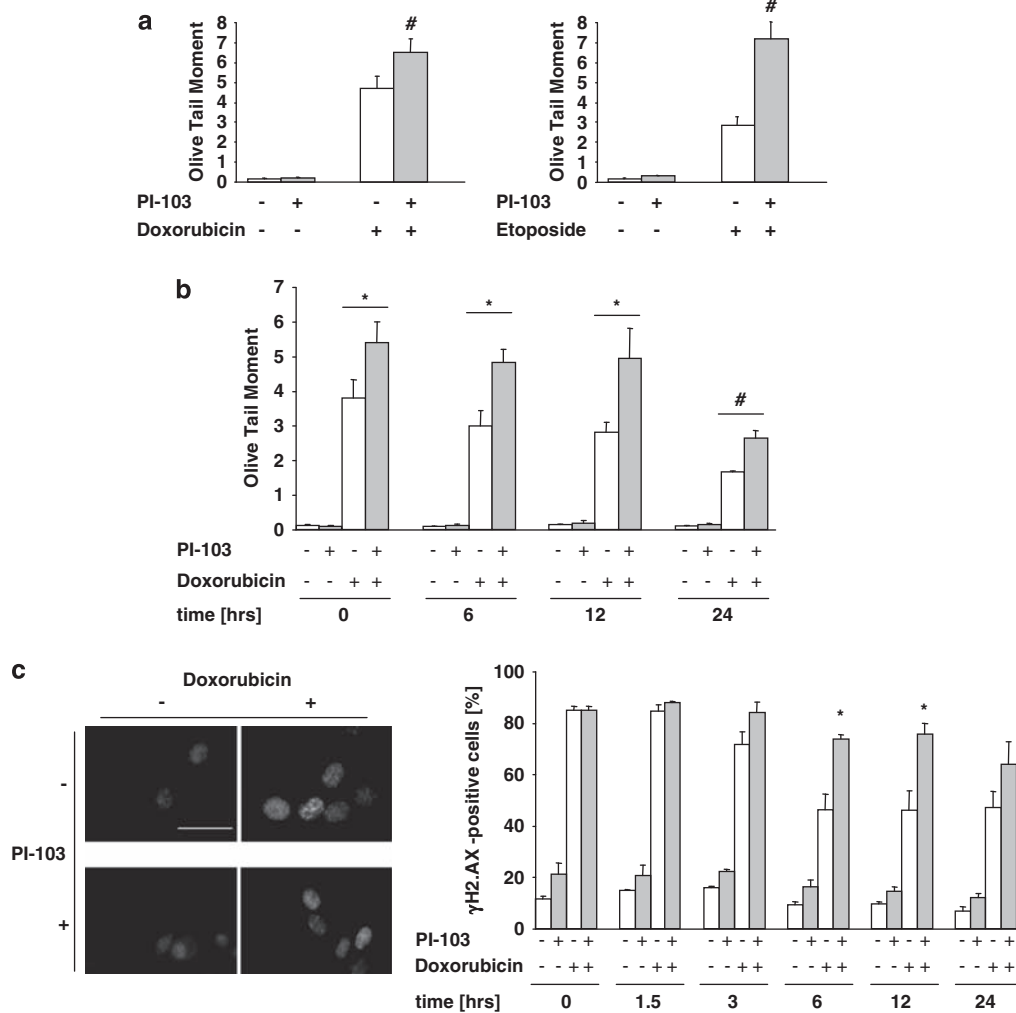 a
Olive Tail Moment
8
7
6
5
4
3
2
1
0
#
PI-103 - + - +
Doxorubicin - - + +
Olive Tail Moment
8
7
6
5
4
3
2
1
0
#
PI-103 - + - +
Etoposide - - + +
b
Olive Tail Moment
7
6
5
4
3
2
1
0
* * * #
PI-103 - + - + - + - + - + - + - + - +
Doxorubicin - - + + - - + + - - + + - - + +
time [hrs] 0 6 12 24
c
Doxorubicin
- +
-
PI-103
+
γH2.AX -positive cells [%]
100
80
60
40
20
0
* *
PI-103 - + - + - + - + - + - + - + - + - + - + - + - +
Doxorubicin - - + + - - + + - - + + - - + + - - + + - - + +
time [hrs] 0 1.5 3 6 12 24